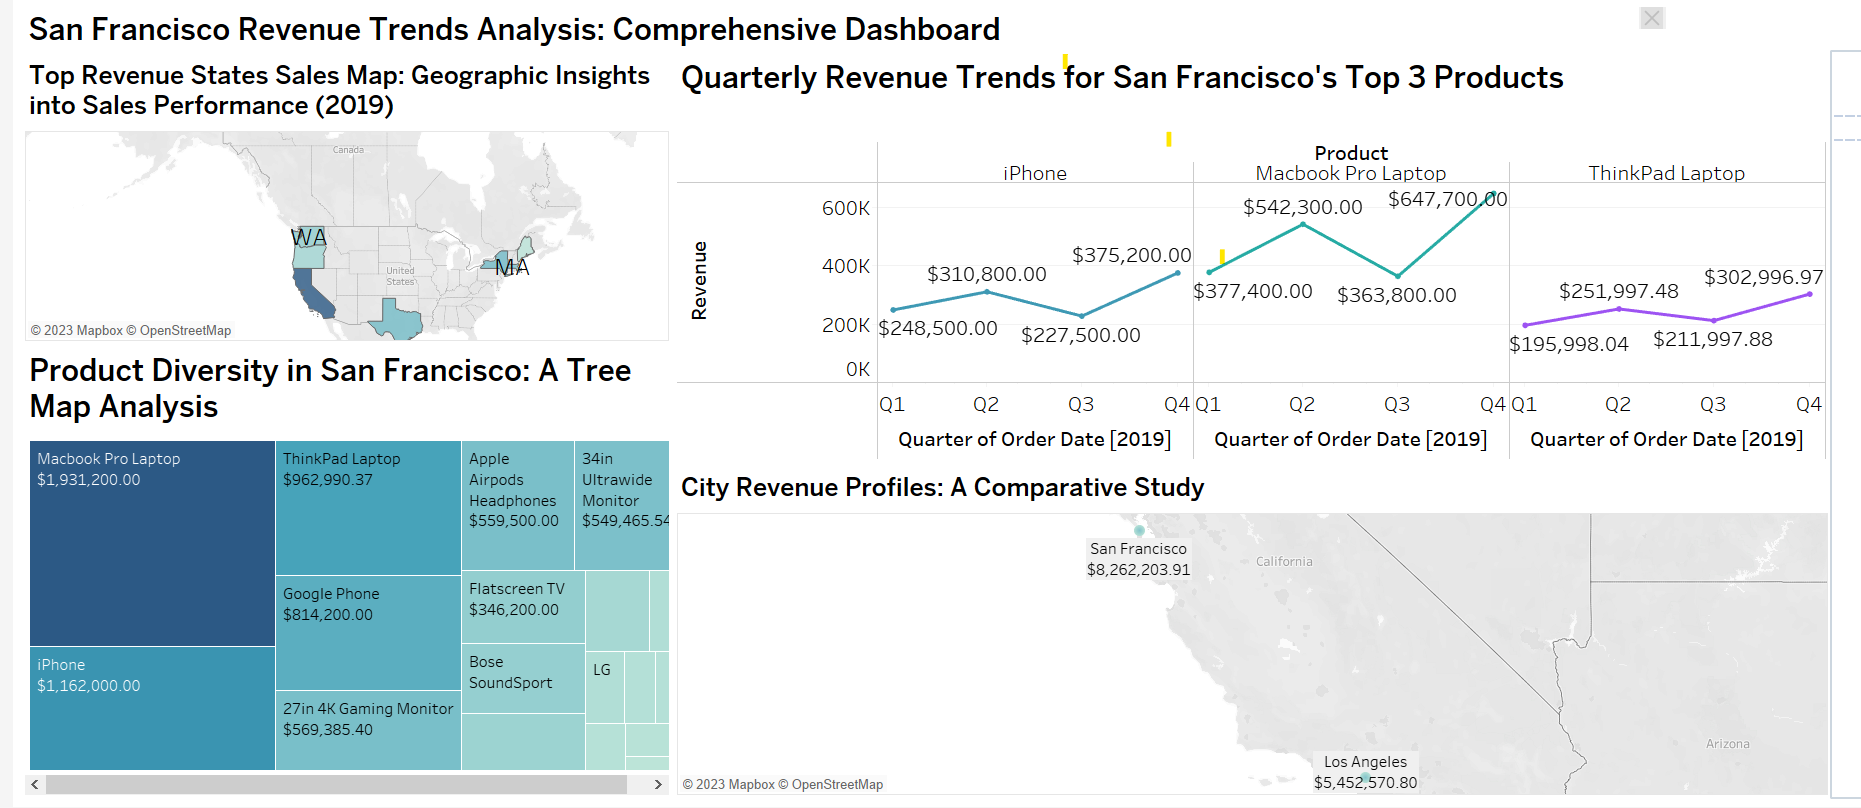 San Francisco Revenue Trends Analysis: Comprehensive Dashboard
Top Revenue States Sales Map: Geographic Insights
into Sales Performance (2019)
Canada
WA
United
States
MA
© 2023 Mapbox © OpenStreetMap
Quarterly Revenue Trends for San Francisco's Top 3 Products
Product
iPhone
Macbook Pro Laptop
ThinkPad Laptop
Revenue
600K
400K
200K
0K
$248,500.00
$310,800.00
$227,500.00
$375,200.00
$377,400.00
$542,300.00
$363,800.00
$647,700.00
$195,998.04
$251,997.48
$211,997.88
$302,996.97
Q1 Q2 Q3 Q4 Q1 Q2 Q3 Q4 Q1 Q2 Q3 Q4
Quarter of Order Date [2019]
Quarter of Order Date [2019]
Quarter of Order Date [2019]
Product Diversity in San Francisco: A Tree
Map Analysis
Macbook Pro Laptop
$1,931,200.00
iPhone
$1,162,000.00
ThinkPad Laptop
$962,990.37
Google Phone
$814,200.00
27in 4K Gaming Monitor
$569,385.40
Apple
Airpods
Headphones
$559,500.00
34in
Ultrawide
Monitor
$549,465.54
Flatscreen TV
$346,200.00
Bose
SoundSport
LG
City Revenue Profiles: A Comparative Study
San Francisco
$8,262,203.91
California
Arizona
Los Angeles
$5,452,570.80
© 2023 Mapbox © OpenStreetMap